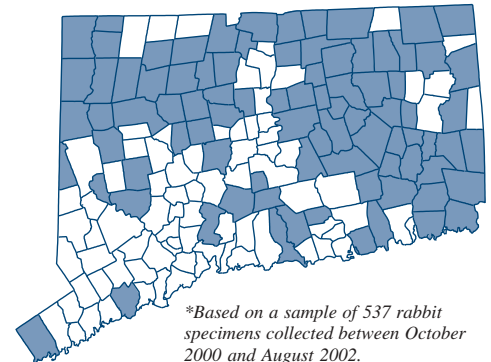 *Based on a sample of 537 rabbit
specimens collected between October
2000 and August 2002.